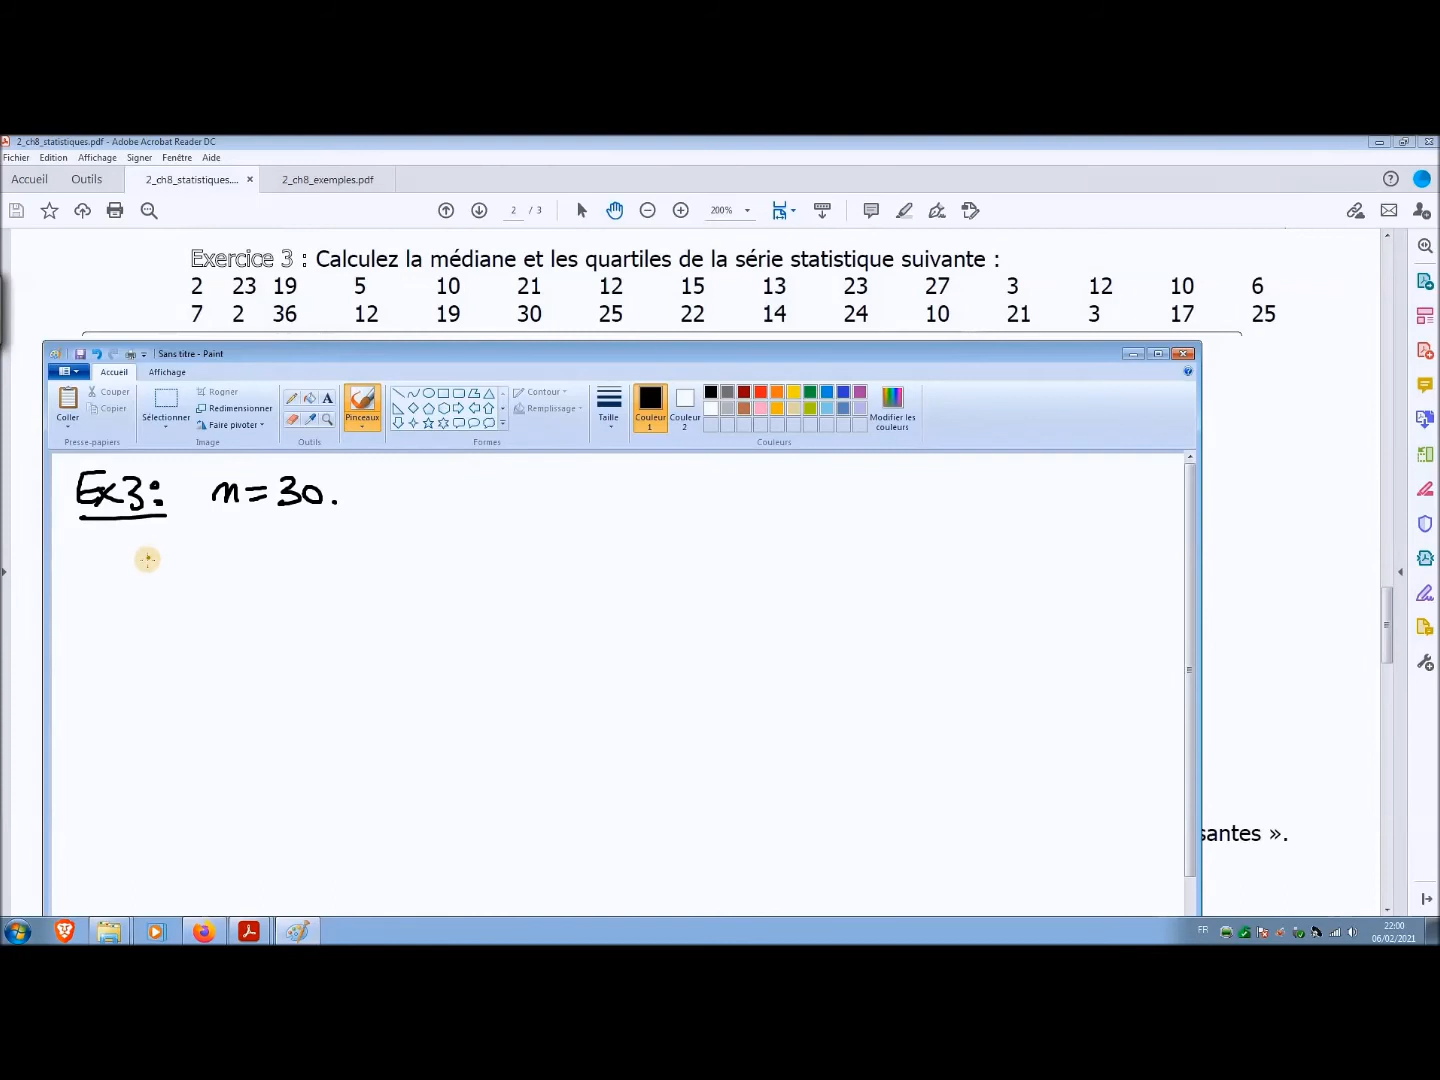 2_ch8_statistiques.pdf - Adobe Acrobat Reader DC
Fichier Edition Affichage Signer Fenêtre Aide
Accueil Outils 2_ch8_statistiques.... × 2_ch8_exemples.pdf
2 / 3 200%
Exercice 3 : Calculez la médiane et les quartiles de la série statistique suivante :
2 23 19 5 10 21 12 15 13 23 27 3 12 10 6
7 2 36 12 19 30 25 22 14 24 10 21 3 17 25
Sans titre - Paint
Accueil Affichage
Coller
Couper
Copier
Presse-papiers
Sélectionner
Rogner
Redimensionner
Faire pivoter
Image
A
Outils
Pinceaux
Contour
Remplissage
Formes
Taille
Couleur 1
Couleur 2
Modifier les couleurs
Couleurs
Ex3: n=30.
santes ».
FR
22:00
06/02/2021